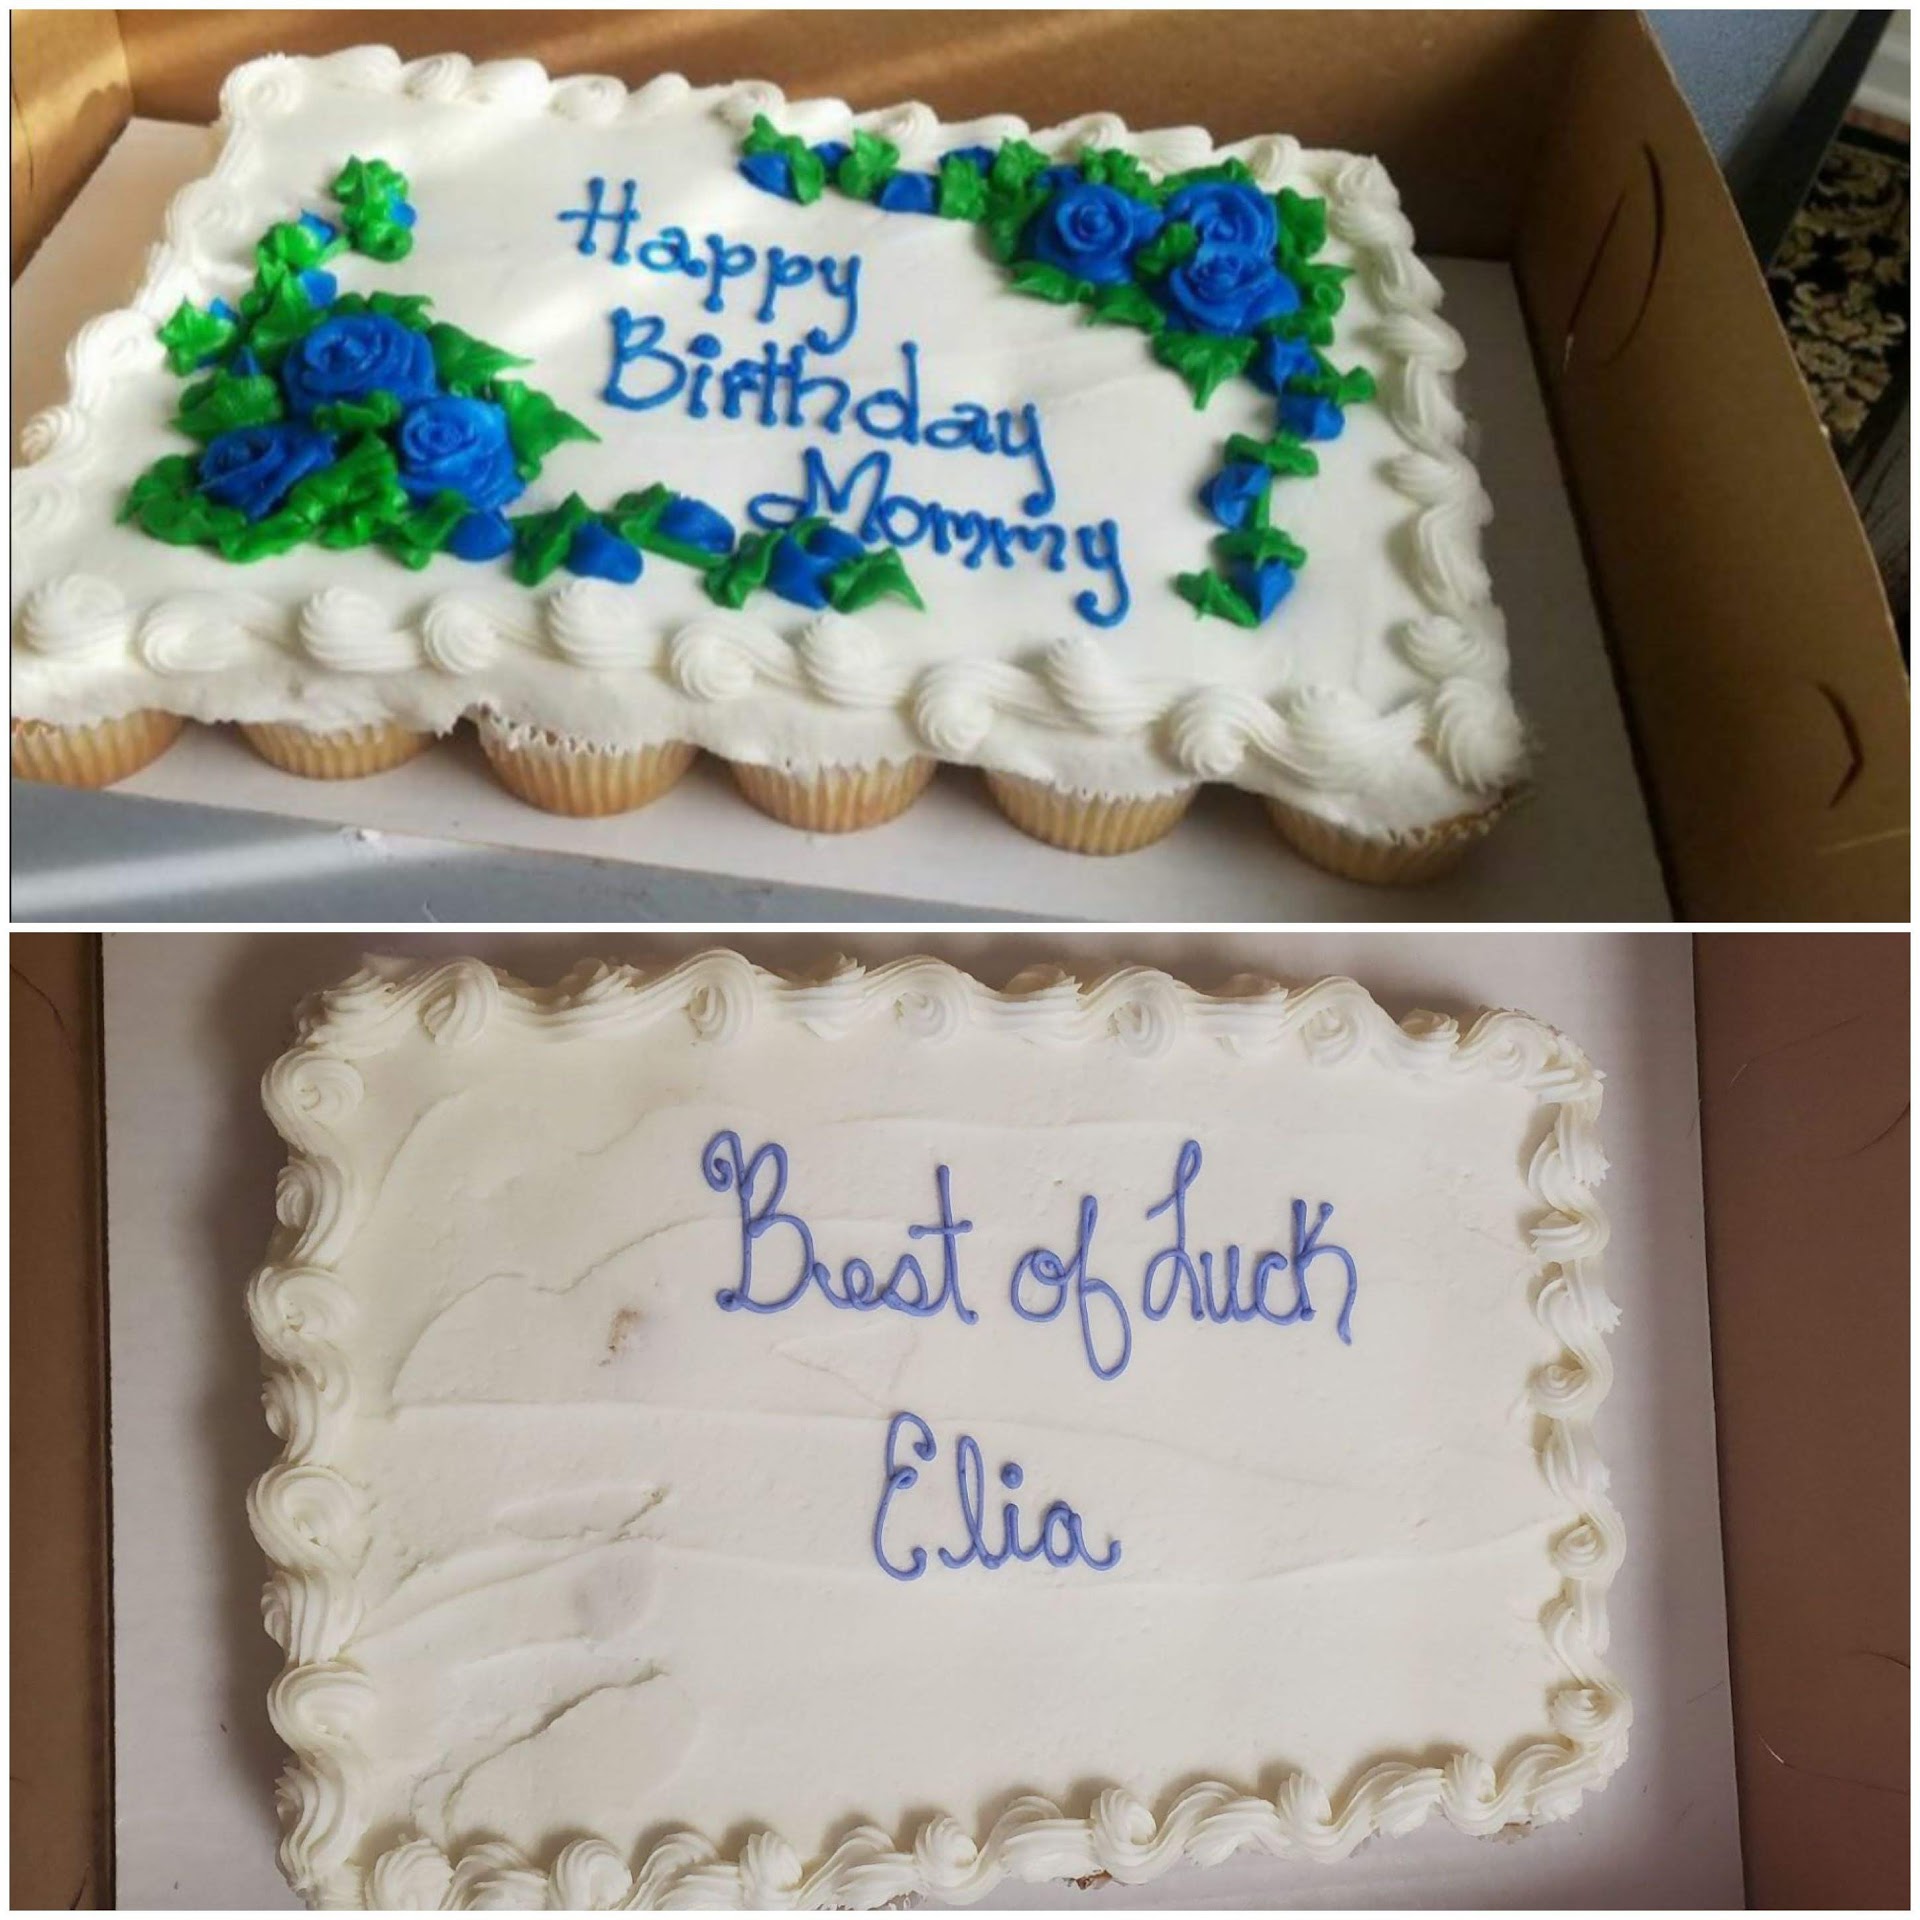 Happy
Birthday
Mommy
Best of Luck
Elia